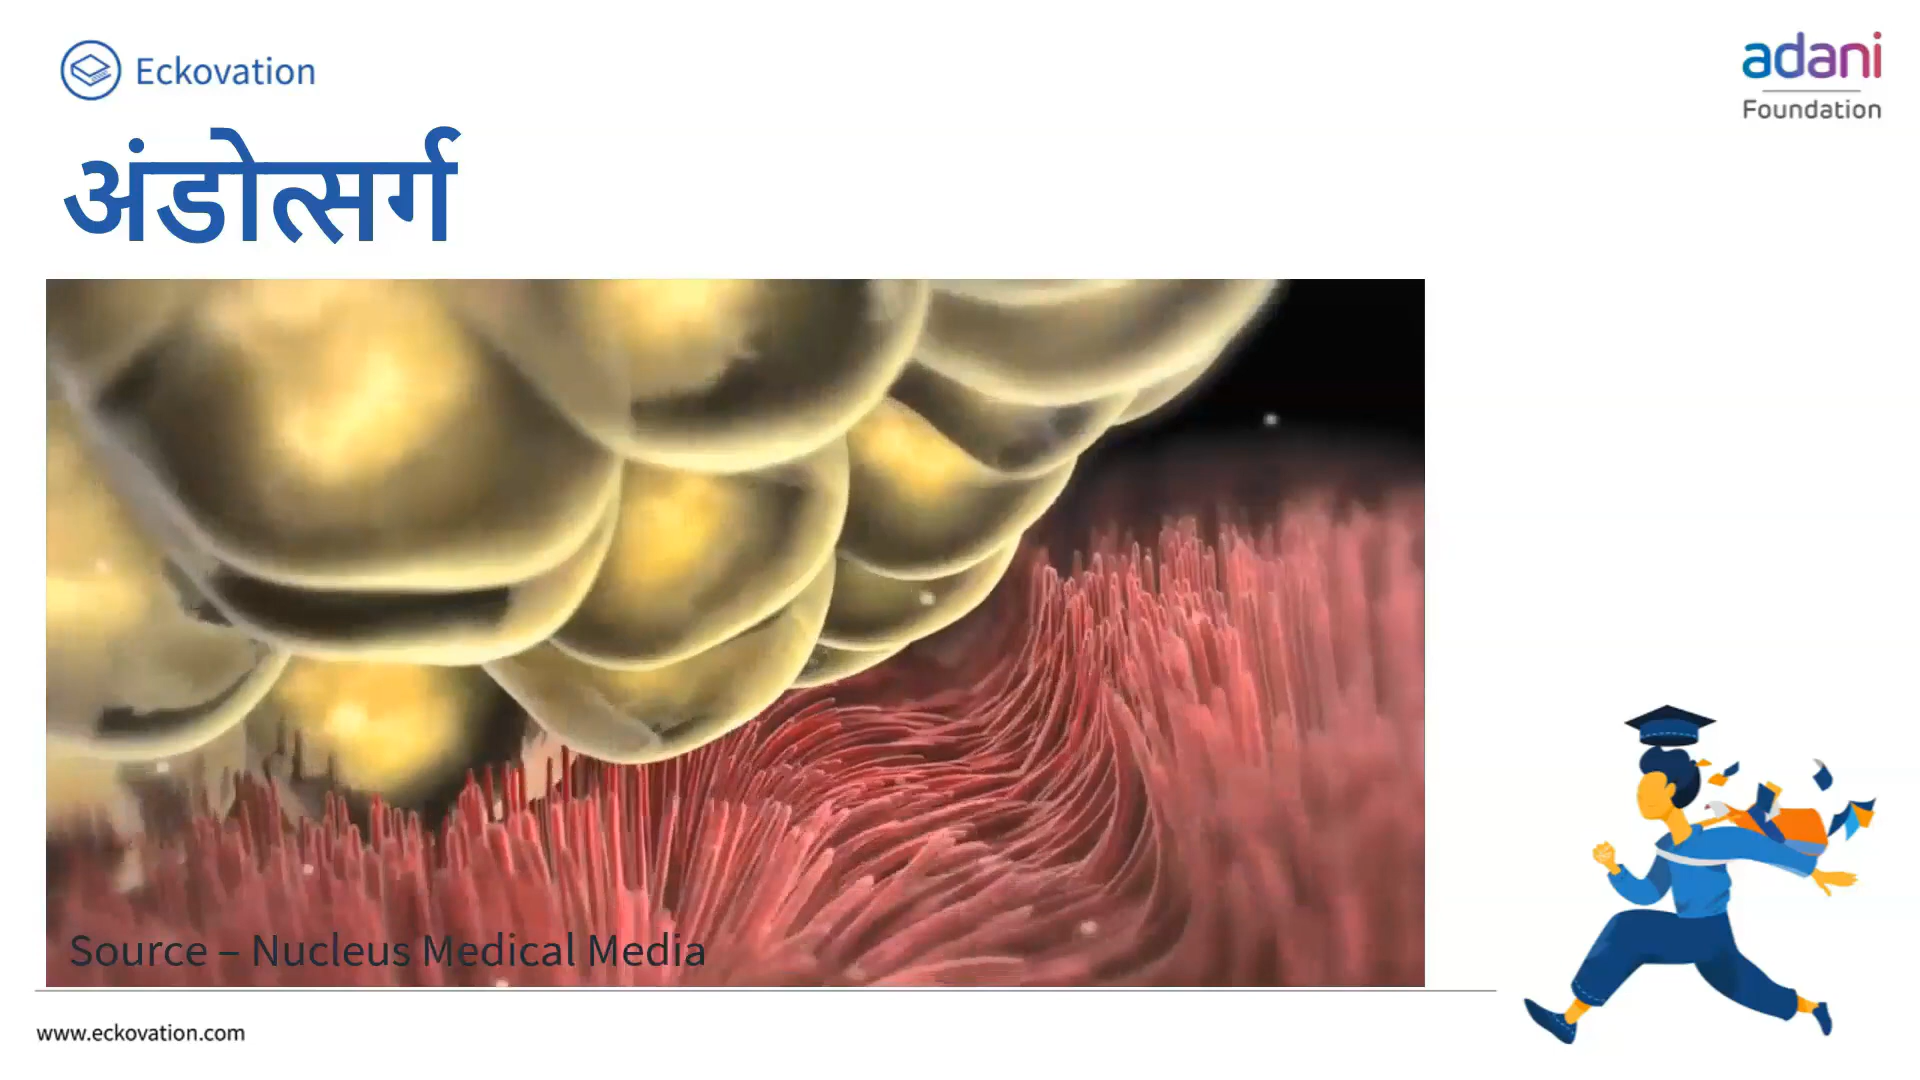 Eckovation
adani
Foundation
अंडोत्सर्ग
Source – Nucleus Medical Media
www.eckovation.com